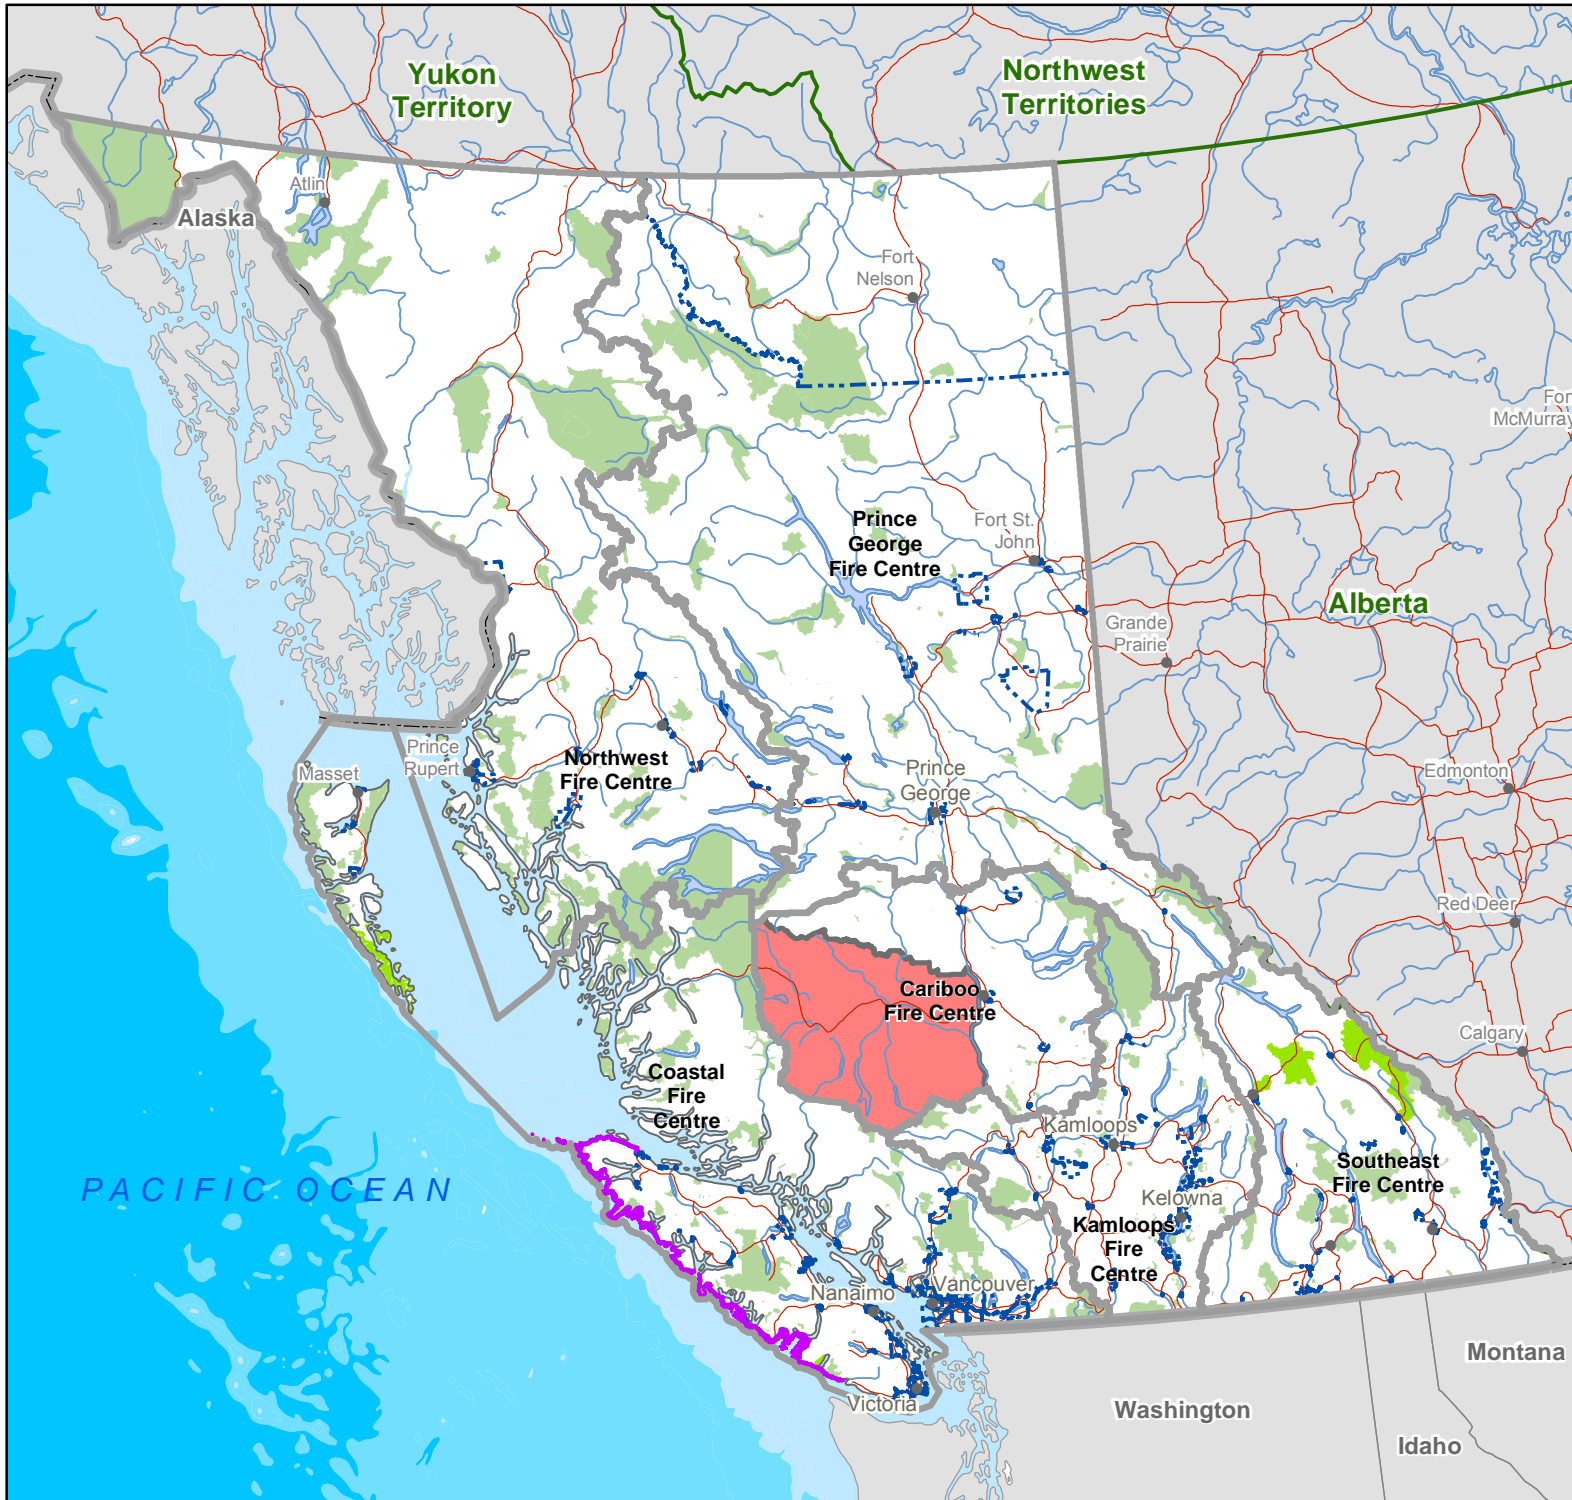 Yukon
Territory
Northwest
Territories
Atlin
Alaska
Fort
Nelson
McMurray
Prince
George
Fire Centre
Fort St.
John
Alberta
Grande
Prairie
Prince
Rupert
Masset
Northwest
Fire Centre
Prince
George
Edmonton
Red Deer
Cariboo
Fire Centre
Calgary
Coastal
Fire
Centre
Kamloops
Southeast
Fire Centre
PACIFIC OCEAN
Kelowna
Kamloops
Fire
Centre
Nanaimo
Vancouver
Victoria
Montana
Washington
Idaho